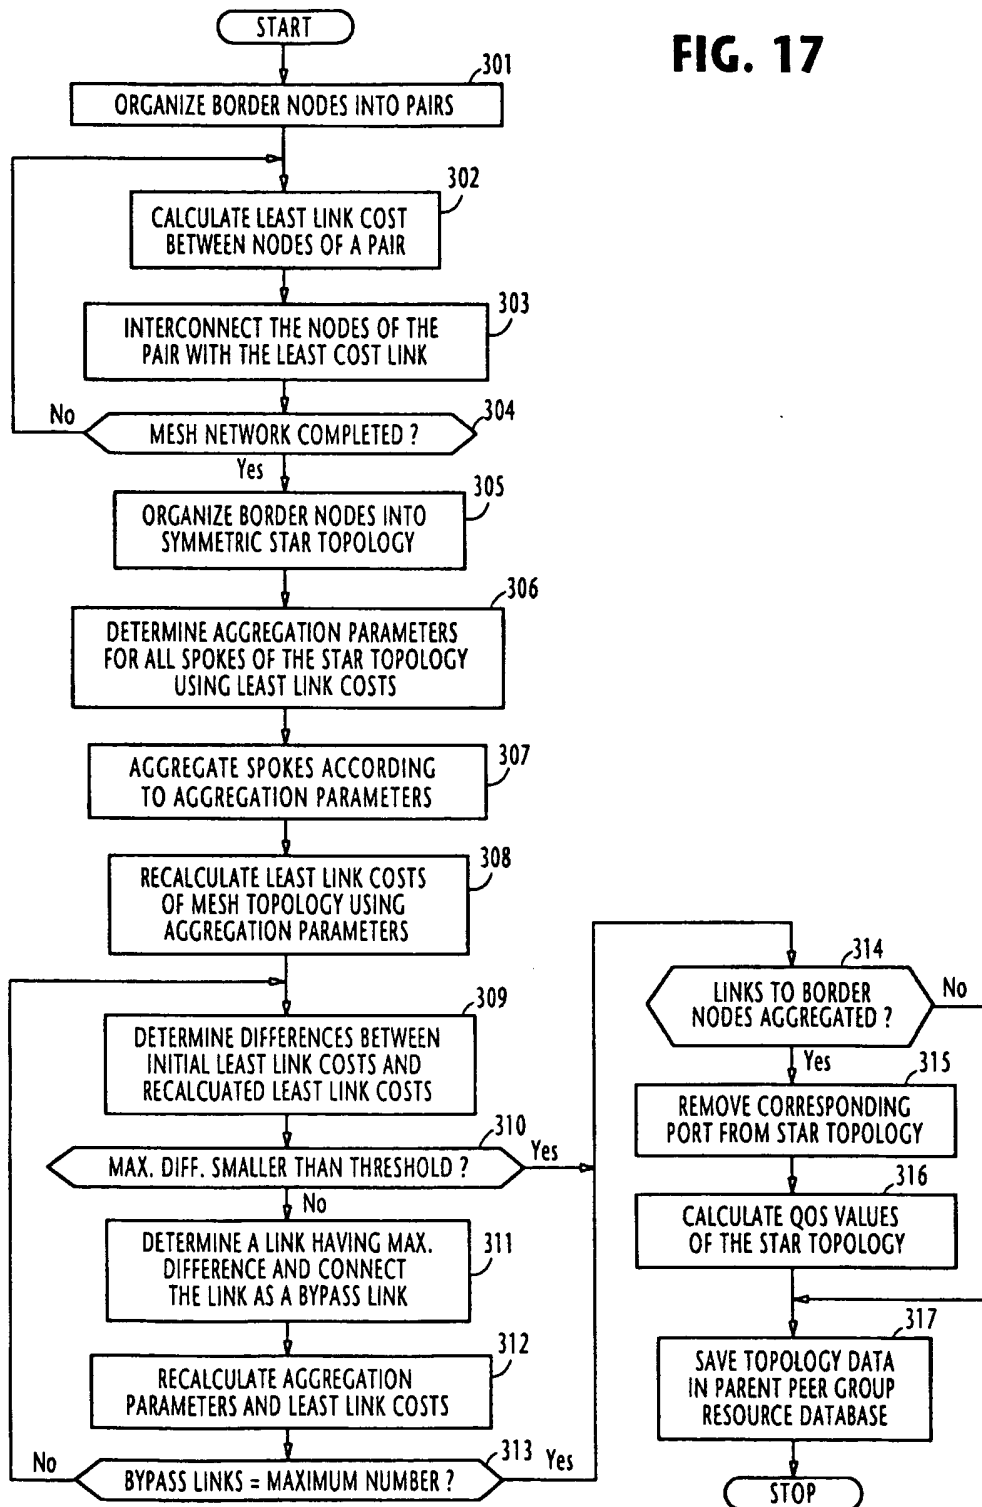 START
FIG. 17
301
ORGANIZE BORDER NODES INTO PAIRS
302
CALCULATE LEAST LINK COST
BETWEEN NODES OF A PAIR
303
INTERCONNECT THE NODES OF THE
PAIR WITH THE LEAST COST LINK
No
304
MESH NETWORK COMPLETED ?
Yes
305
ORGANIZE BORDER NODES INTO
SYMMETRIC STAR TOPOLOGY
306
DETERMINE AGGREGATION PARAMETERS
FOR ALL SPOKES OF THE STAR TOPOLOGY
USING LEAST LINK COSTS
307
AGGREGATE SPOKES ACCORDING
TO AGGREGATION PARAMETERS
308
RECALCULATE LEAST LINK COSTS
OF MESH TOPOLOGY USING
AGGREGATION PARAMETERS
309
DETERMINE DIFFERENCES BETWEEN
INITIAL LEAST LINK COSTS AND
RECALCUATED LEAST LINK COSTS
310
MAX. DIFF. SMALLER THAN THRESHOLD ?
Yes
No
311
DETERMINE A LINK HAVING MAX.
DIFFERENCE AND CONNECT
THE LINK AS A BYPASS LINK
312
RECALCULATE AGGREGATION
PARAMETERS AND LEAST LINK COSTS
No
313
BYPASS LINKS = MAXIMUM NUMBER ?
Yes
314
LINKS TO BORDER
NODES AGGREGATED ?
No
Yes
315
REMOVE CORRESPONDING
PORT FROM STAR TOPOLOGY
316
CALCULATE QOS VALUES
OF THE STAR TOPOLOGY
317
SAVE TOPOLOGY DATA
IN PARENT PEER GROUP
RESOURCE DATABASE
STOP